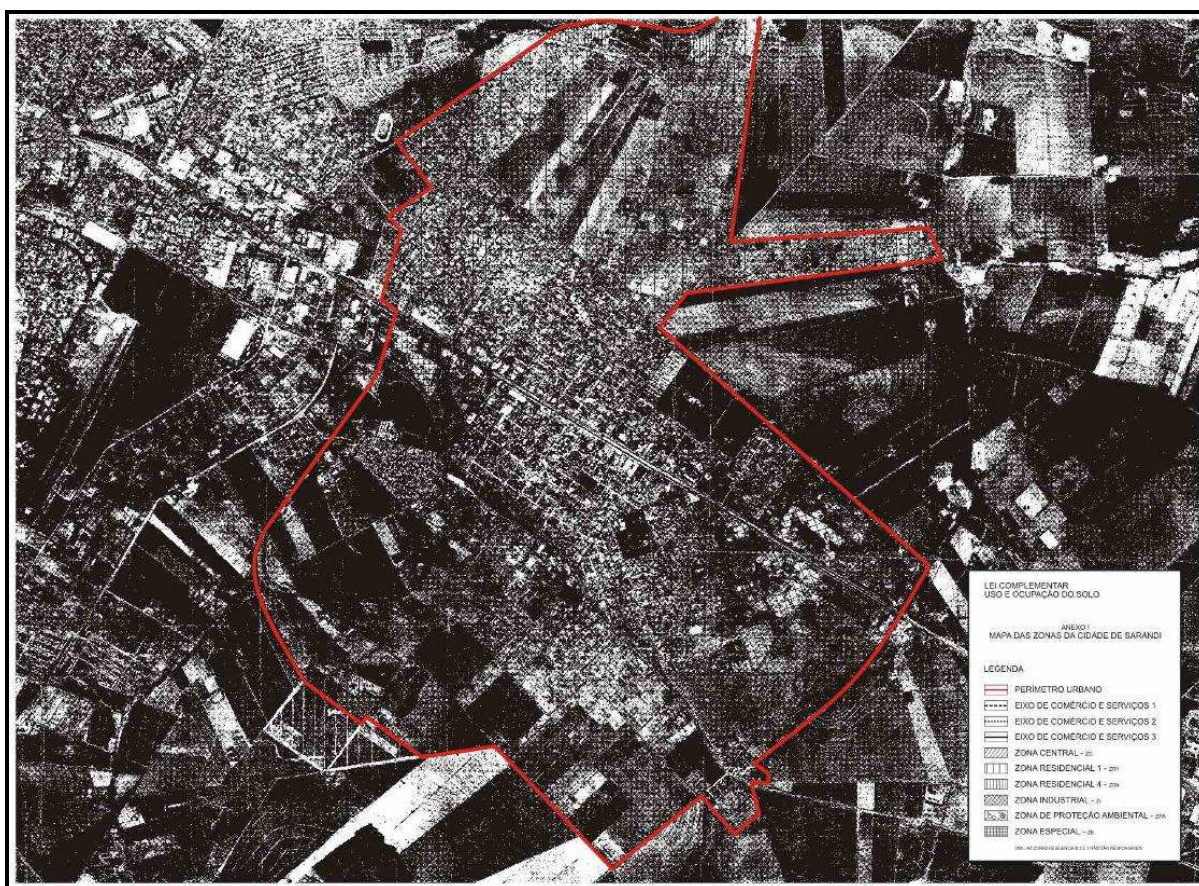 LEI COMPLEMENTAR
USO E OCUPAÇÃO DO SOLO
ANEXO I
MAPA DAS ZONAS DA CIDADE DE SARANDI
LEGENDA
PERÍMETRO URBANO
EIXO DE COMÉRCIO E SERVIÇOS 1
EIXO DE COMÉRCIO E SERVIÇOS 2
EIXO DE COMÉRCIO E SERVIÇOS 3
ZONA CENTRAL - ZC
ZONA RESIDENCIAL 1 - ZR1
ZONA RESIDENCIAL 4 - ZR4
ZONA INDUSTRIAL - ZI
ZONA DE PROTEÇÃO AMBIENTAL - ZPA
ZONA ESPECIAL - ZE